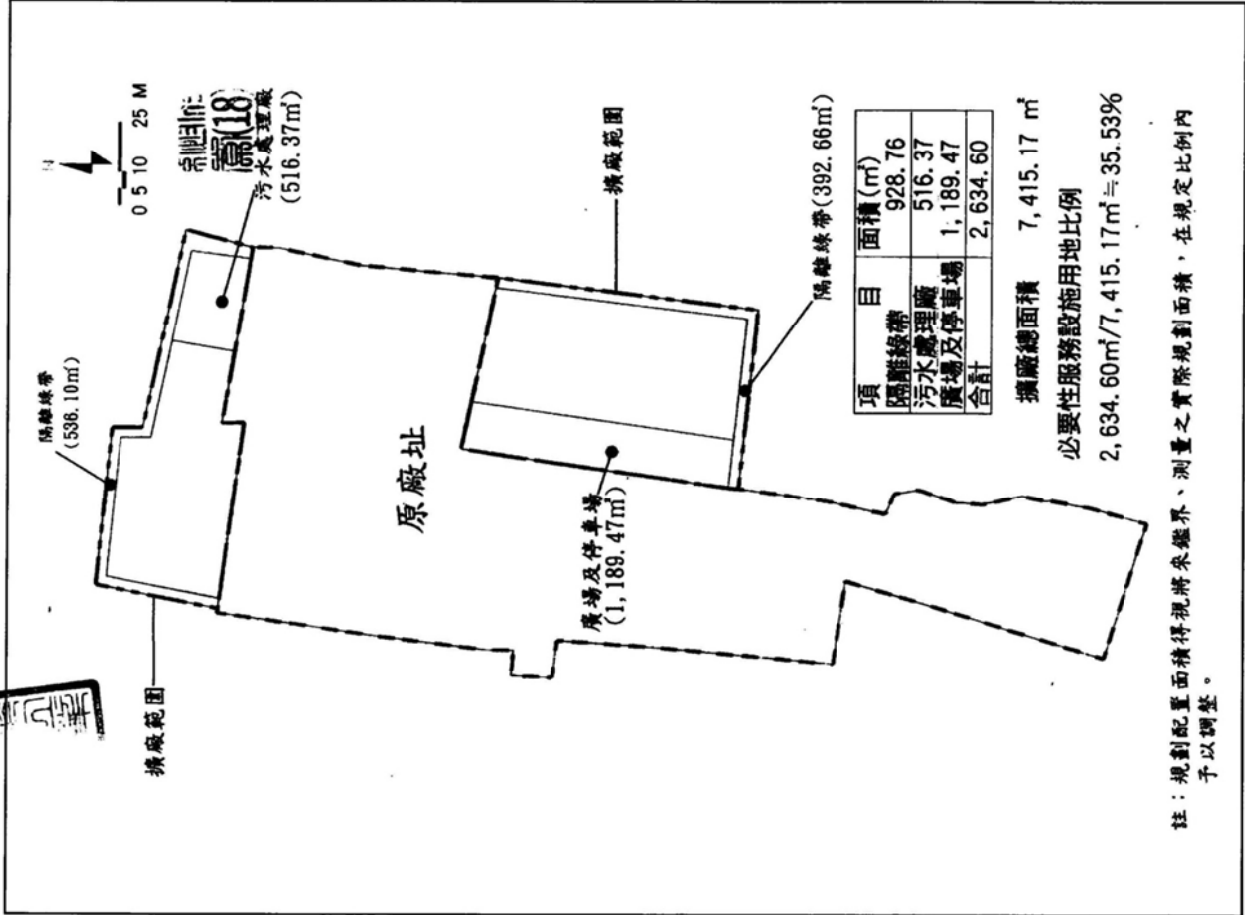 0 5 10 25 M
隔離綠帶
(536.10㎡)
(18)
污水處理廠
(516.37㎡)
擴廠範圍
擴廠範圍
原廠址
廣場及停車場
(1,189.47㎡)
隔離綠帶(392.66㎡)
項 目 面積(㎡)
隔離綠帶 928.76
污水處理廠 516.37
廣場及停車場 1,189.47
合計 2,634.60
擴廠總面積 7,415.17 ㎡
必要性服務設施用地比例
2,634.60㎡/7,415.17㎡≒35.53%
註：規劃配置面積得視將來鑑界、測量之實際規劃面積，在規定比例內
予以調整。